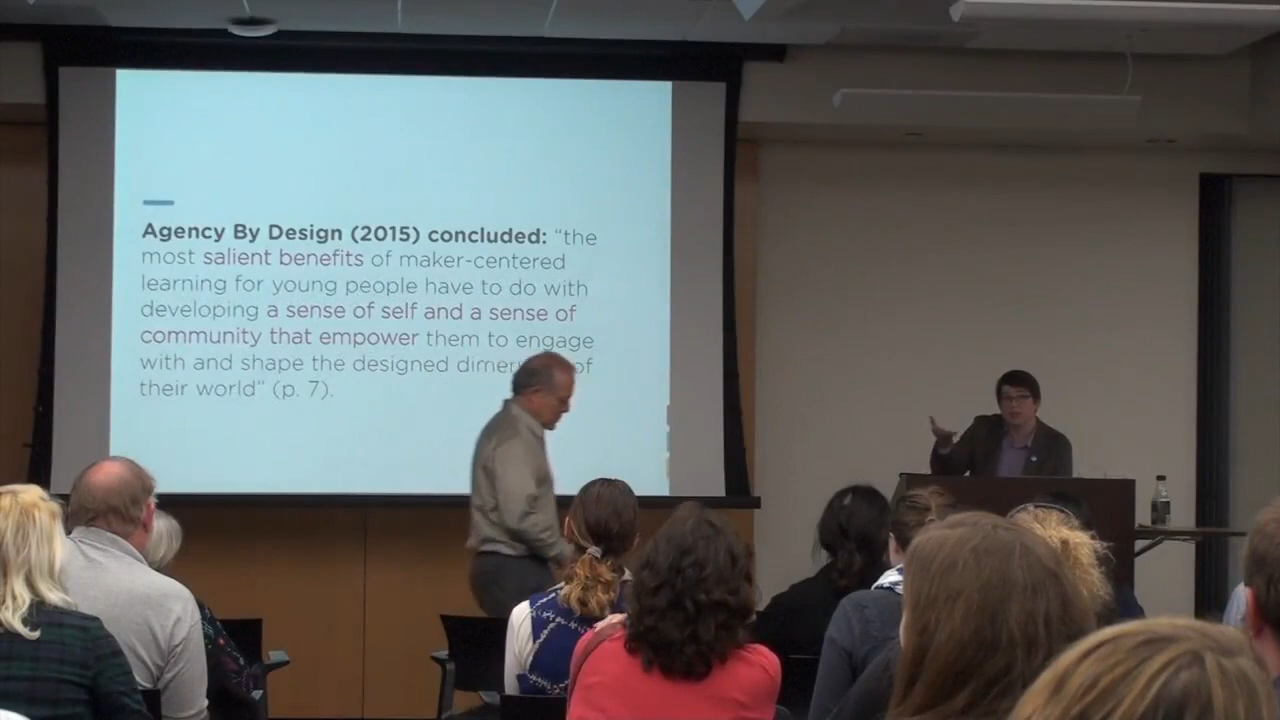 Agency By Design (2015) concluded: “the
most salient benefits of maker-centered
learning for young people have to do with
developing a sense of self and a sense of
community that empower them to engage
with and shape the designed of
their world” (p. 7).